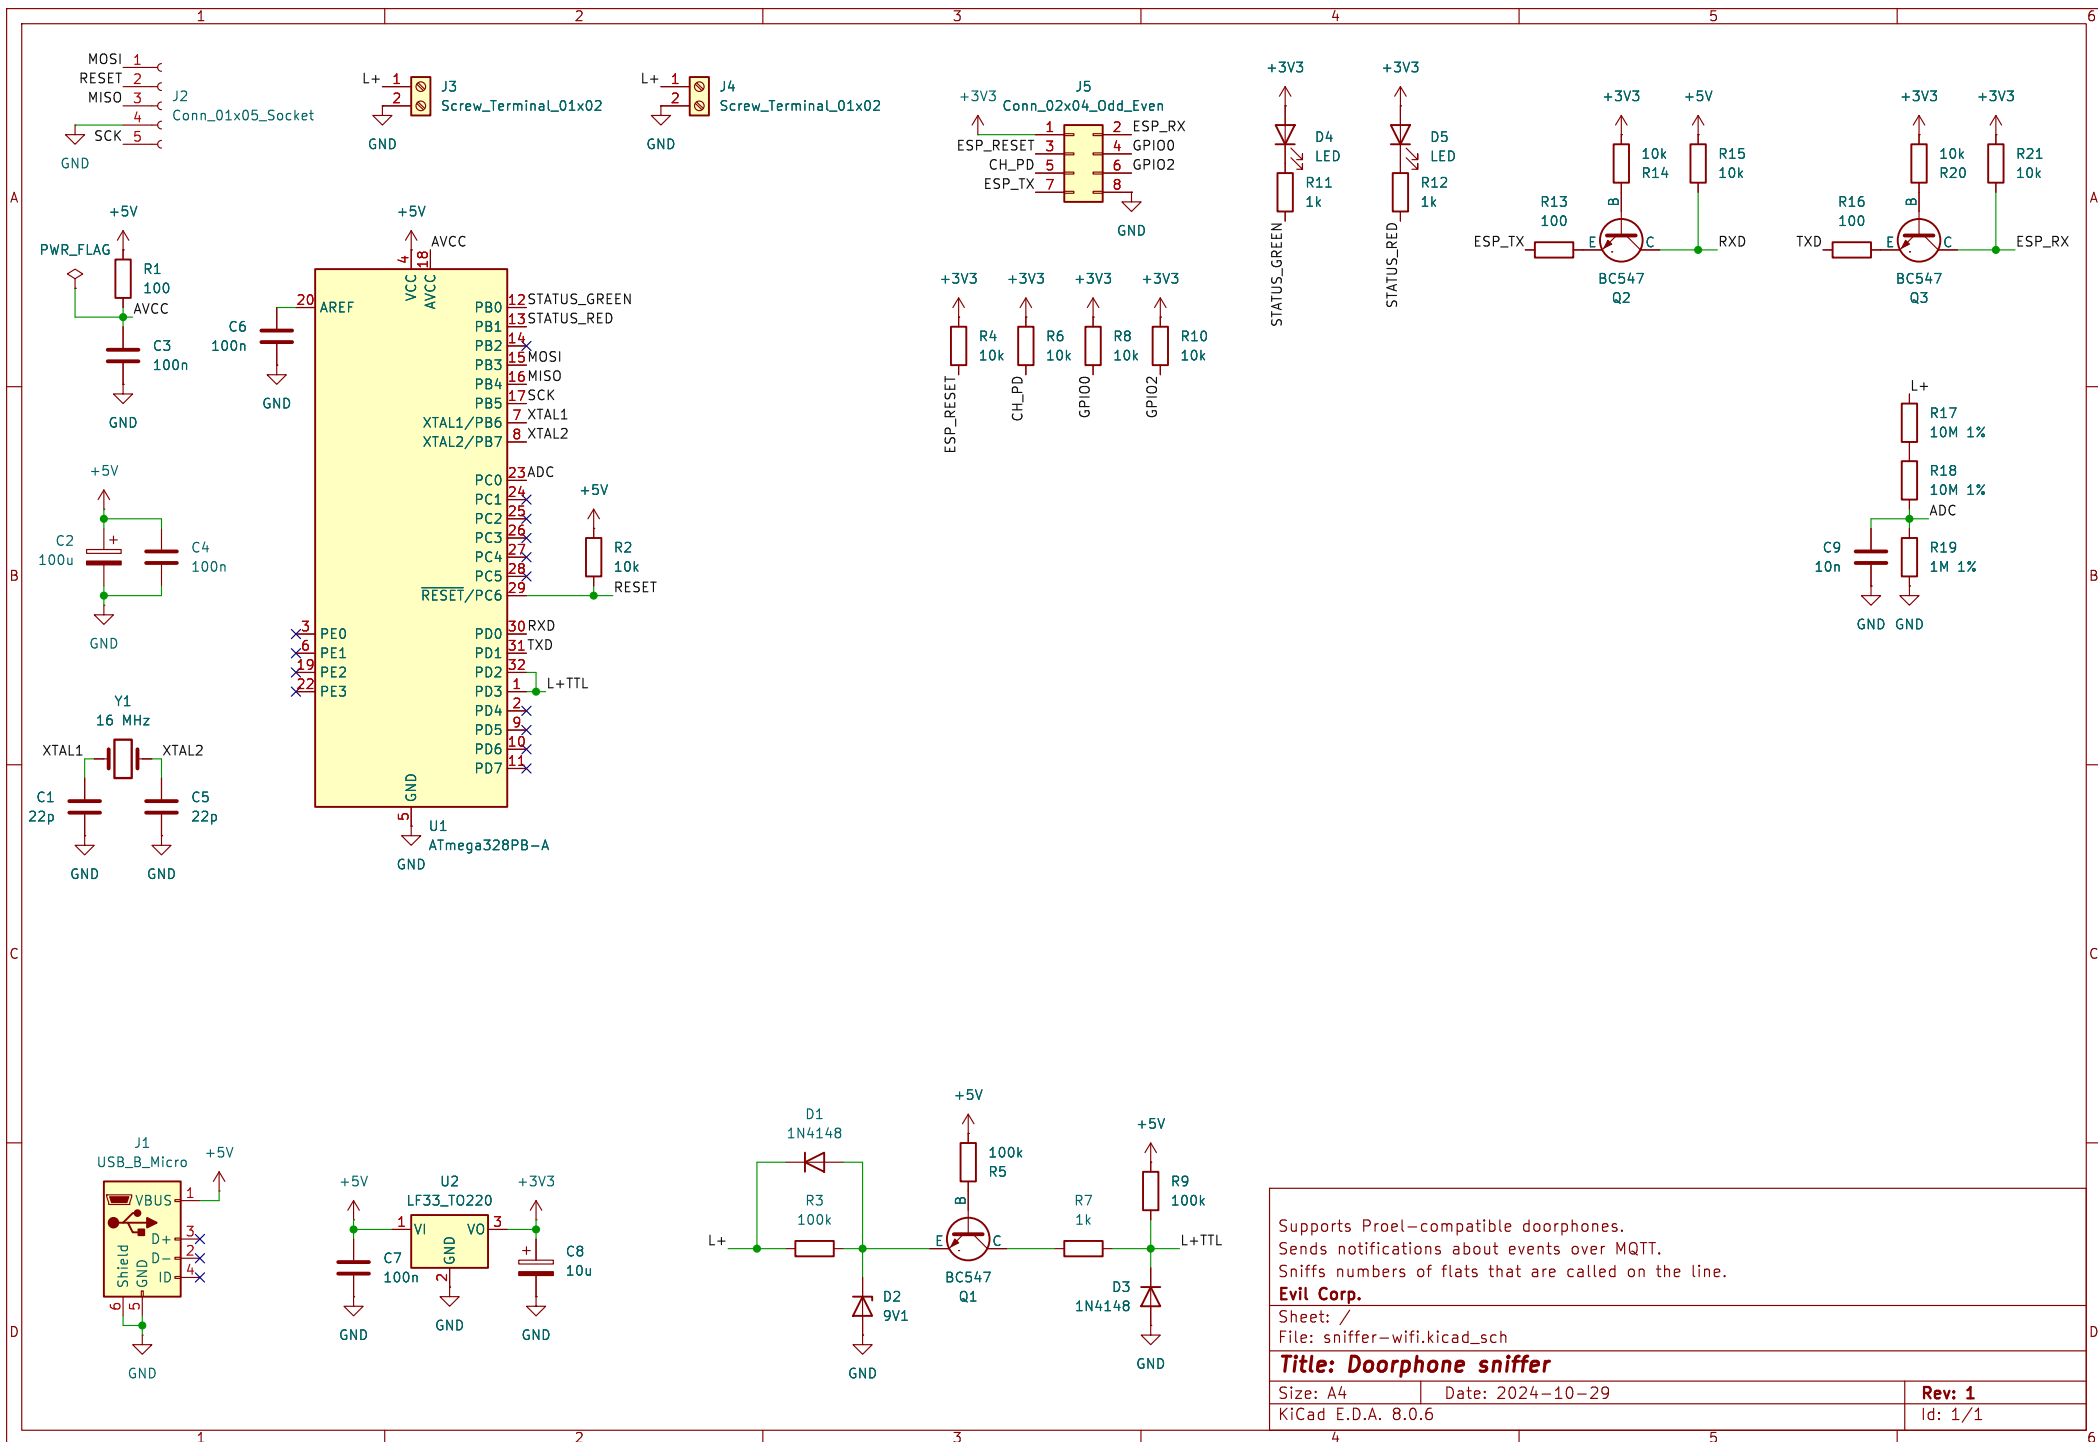 1 2 3 4 5 6
A
B
C
D
A
B
C
D
1 2 3 4 5 6
MOSI 1
RESET 2
MISO 3
4
SCK 5
J2
Conn_01x05_Socket
GND
L+ 1
2
J3
Screw_Terminal_01x02
GND
L+ 1
2
J4
Screw_Terminal_01x02
GND
J5
Conn_02x04_Odd_Even
+3V3
1 2 ESP_RX
ESP_RESET 3 4 GPIO0
CH_PD 5 6 GPIO2
ESP_TX 7 8
GND
+3V3
D4
LED
R11
1k
STATUS_GREEN
+3V3
D5
LED
R12
1k
STATUS_RED
+3V3
10k
R14
+5V
R15
10k
R13
100
ESP_TX
B
E
C
RXD
BC547
Q2
+3V3
10k
R20
+3V3
R21
10k
R16
100
TXD
B
E
C
ESP_RX
BC547
Q3
+5V
PWR_FLAG
R1
100
AVCC
C3
100n
GND
C6
100n
GND
+5V
AVCC
4
18
VCC
AVCC
20 AREF
PB0 12 STATUS_GREEN
PB1 13 STATUS_RED
PB2 14
PB3 15 MOSI
PB4 16 MISO
PB5 17 SCK
XTAL1/PB6 7 XTAL1
XTAL2/PB7 8 XTAL2
PC0 23 ADC
PC1 24
PC2 25
PC3 26
PC4 27
PC5 28
RESET/PC6 29
+5V
R2
10k
RESET
3 PE0
6 PE1
19 PE2
22 PE3
PD0 30 RXD
PD1 31 TXD
PD2 32
PD3 1 L+TTL
PD4 2
PD5 9
PD6 10
PD7 11
GND
5
U1
ATmega328PB-A
GND
+3V3
R4
10k
ESP_RESET
+3V3
R6
10k
CH_PD
+3V3
R8
10k
GPIO0
+3V3
R10
10k
GPIO2
L+
R17
10M 1%
R18
10M 1%
ADC
C9
10n
R19
1M 1%
GND GND
+5V
C2
100u
+
C4
100n
GND
Y1
16 MHz
XTAL1 XTAL2
C1
22p
C5
22p
GND GND
J1
USB_B_Micro
+5V
VBUS 1
D+ 3
D- 2
ID 4
Shield
GND
6 5
GND
+5V
U2
LF33_TO220
+3V3
1 VI VO 3
GND
2
C7
100n
+
C8
10u
GND GND GND
D1
1N4148
R3
100k
L+
D2
9V1
GND
+5V
100k
R5
B
E
C
BC547
Q1
R7
1k
+5V
R9
100k
L+TTL
D3
1N4148
GND
Supports Proel-compatible doorphones.
Sends notifications about events over MQTT.
Sniffs numbers of flats that are called on the line.
Evil Corp.
Sheet: /
File: sniffer-wifi.kicad_sch
Title: Doorphone sniffer
Size: A4 Date: 2024-10-29 Rev: 1
KiCad E.D.A. 8.0.6 Id: 1/1